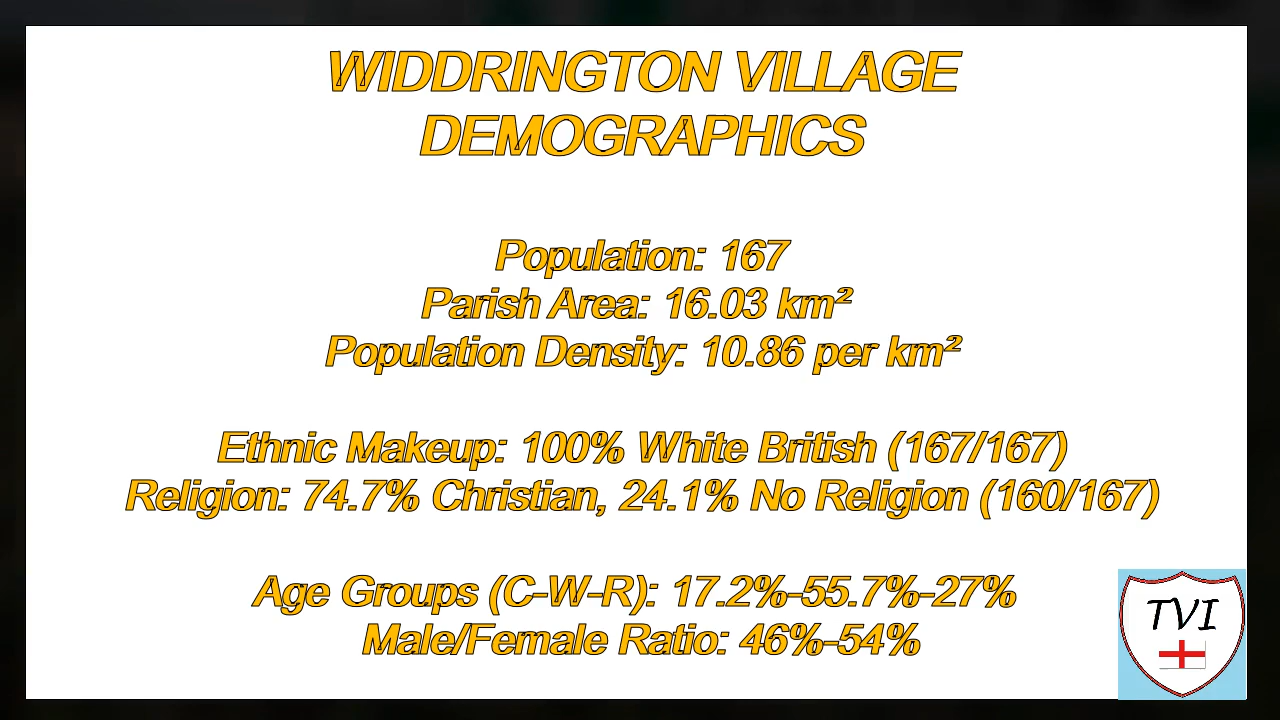 WIDDRINGTON VILLAGE
DEMOGRAPHICS
Population: 167
Parish Area: 16.03 km²
Population Density: 10.86 per km²
Ethnic Makeup: 100% White British (167/167)
Religion: 74.7% Christian, 24.1% No Religion (160/167)
Age Groups (C-W-R): 17.2%-55.7%-27%
Male/Female Ratio: 46%-54%
TVI